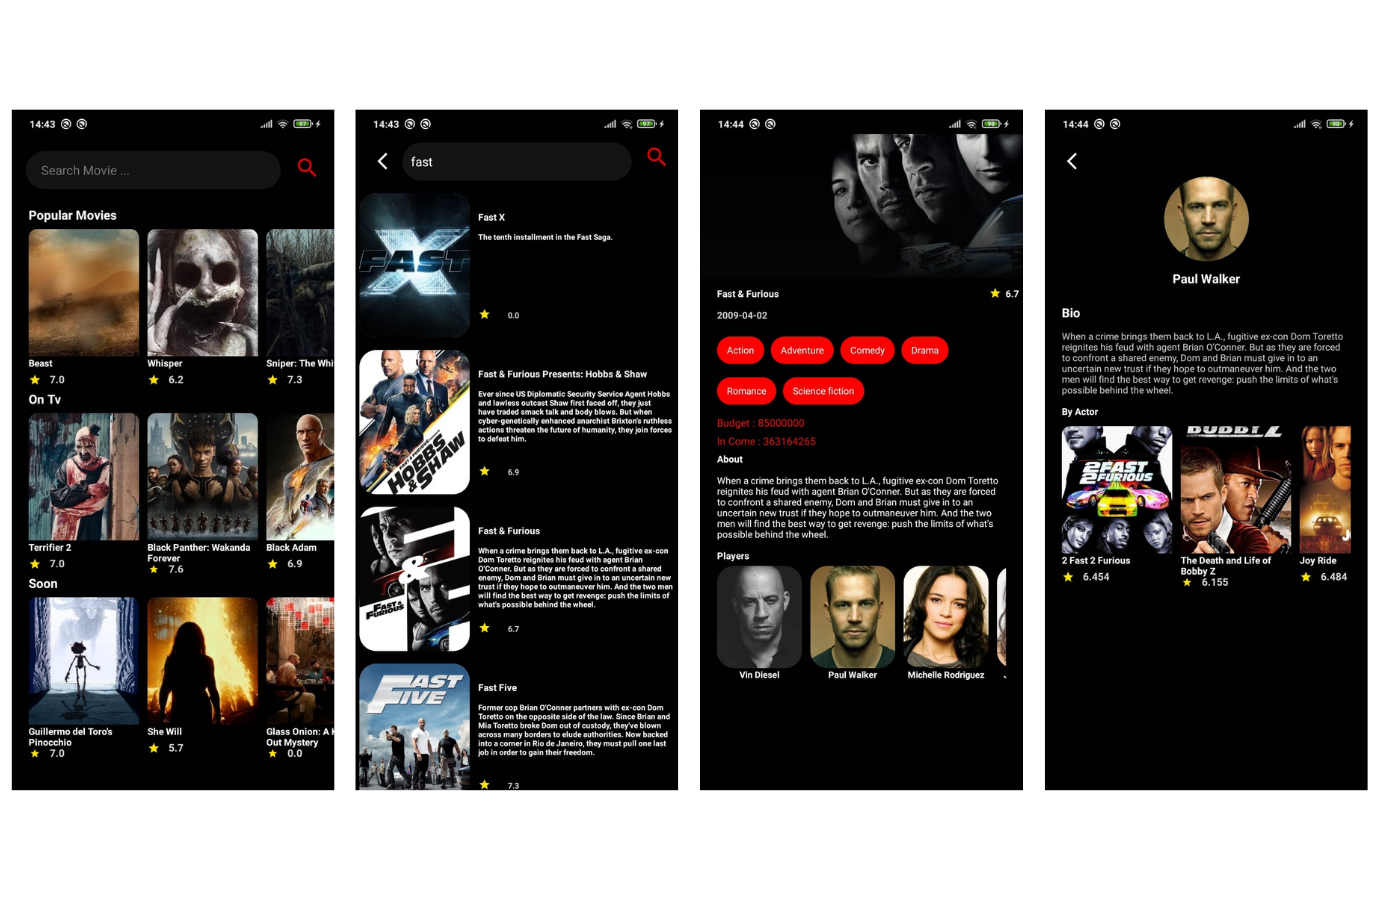 14:43
97
Search Movie ...
Popular Movies
Beast
Whisper
Sniper: The Whi
7.0
6.2
7.3
On Tv
Terrifier 2
Black Panther: Wakanda
Forever
Black Adam
7.0
7.6
6.9
Soon
Guillermo del Toro's
Pinocchio
She Will
Glass Onion: A K
Out Mystery
7.0
5.7
0.0
14:43
97
fast
FAST
X
Fast X
The tenth installment in the Fast Saga.
0.0
HOBBS
& SHAW
Fast & Furious Presents: Hobbs & Shaw
Ever since US Diplomatic Security Service Agent Hobbs
and lawless outcast Shaw first faced off, they just
have traded smack talk and body blows. But when
cyber-genetically enhanced anarchist Brixton's ruthless
actions threaten the future of humanity, they join forces
to defeat him.
6.9
&
FAST &
FURIOUS
Fast & Furious
When a crime brings them back to L.A., fugitive ex-con
Dom Toretto reignites his feud with agent Brian
O'Conner. But as they are forced to confront a shared
enemy, Dom and Brian must give in to an uncertain new
trust if they hope to outmaneuver him. And the two men
will find the best way to get revenge: push the limits of
what's possible behind the wheel.
6.7
FAST
FIVE
Fast Five
Former cop Brian O'Conner partners with ex-con Dom
Toretto on the opposite side of the law. Since Brian and
Mia Toretto broke Dom out of custody, they've blown
across many borders to elude authorities. Now backed
into a corner in Rio de Janeiro, they must pull one last
job in order to gain their freedom.
7.3
14:44
98
Fast & Furious
6.7
2009-04-02
Action
Adventure
Comedy
Drama
Romance
Science fiction
Budget : 85000000
In Come : 363164265
About
When a crime brings them back to L.A., fugitive ex-con Dom Toretto
reignites his feud with agent Brian O'Conner. But as they are forced
to confront a shared enemy, Dom and Brian must give in to an
uncertain new trust if they hope to outmaneuver him. And the two
men will find the best way to get revenge: push the limits of what's
possible behind the wheel.
Players
Vin Diesel
Paul Walker
Michelle Rodriguez
14:44
98
Paul Walker
Bio
When a crime brings them back to L.A., fugitive ex-con Dom Toretto
reignites his feud with agent Brian O'Conner. But as they are forced
to confront a shared enemy, Dom and Brian must give in to an
uncertain new trust if they hope to outmaneuver him. And the two
men will find the best way to get revenge: push the limits of what's
possible behind the wheel.
By Actor
2 FAST 2
FURIOUS
BOBBY Z
J
2 Fast 2 Furious
The Death and Life of
Bobby Z
Joy Ride
6.454
6.155
6.484